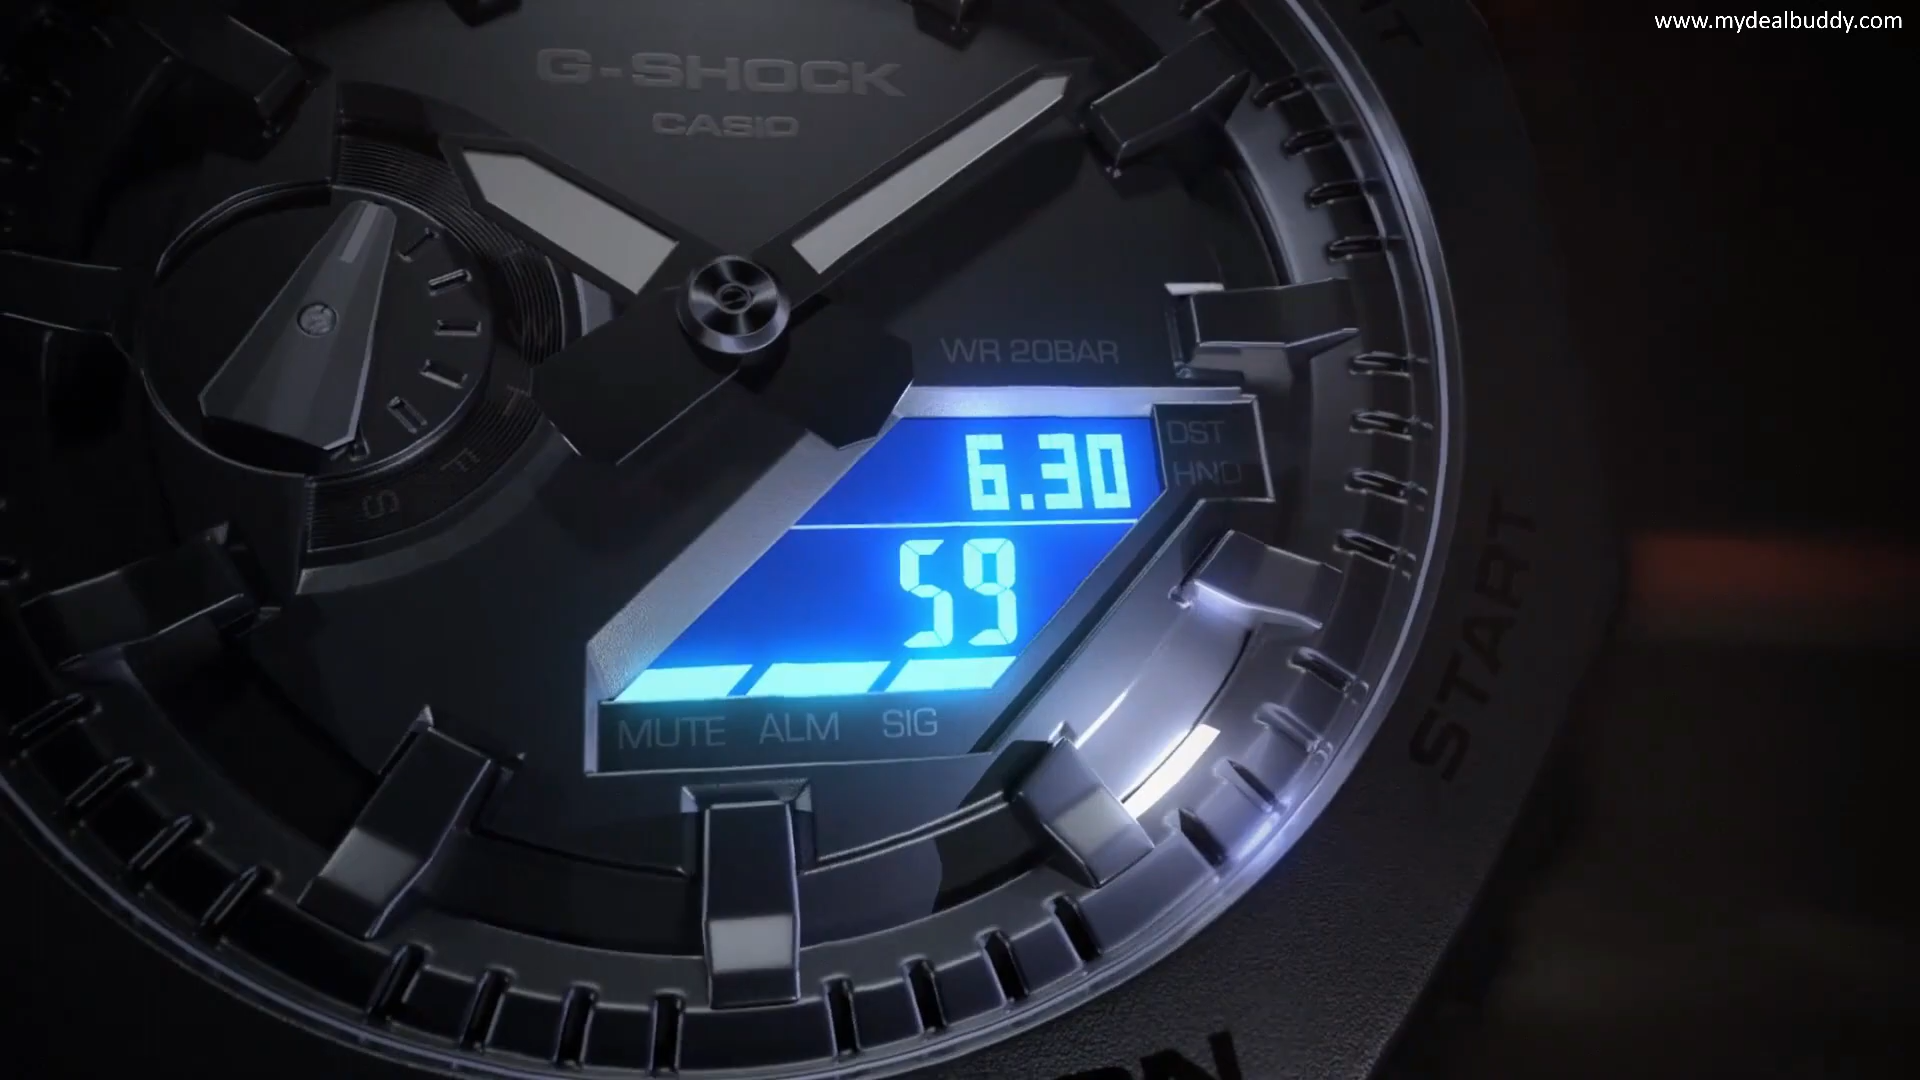 www.mydealbuddy.com
G-SHOCK
CASIO
WR 20BAR
6.30
DST
HND
59
MUTE ALM SIG
START
S